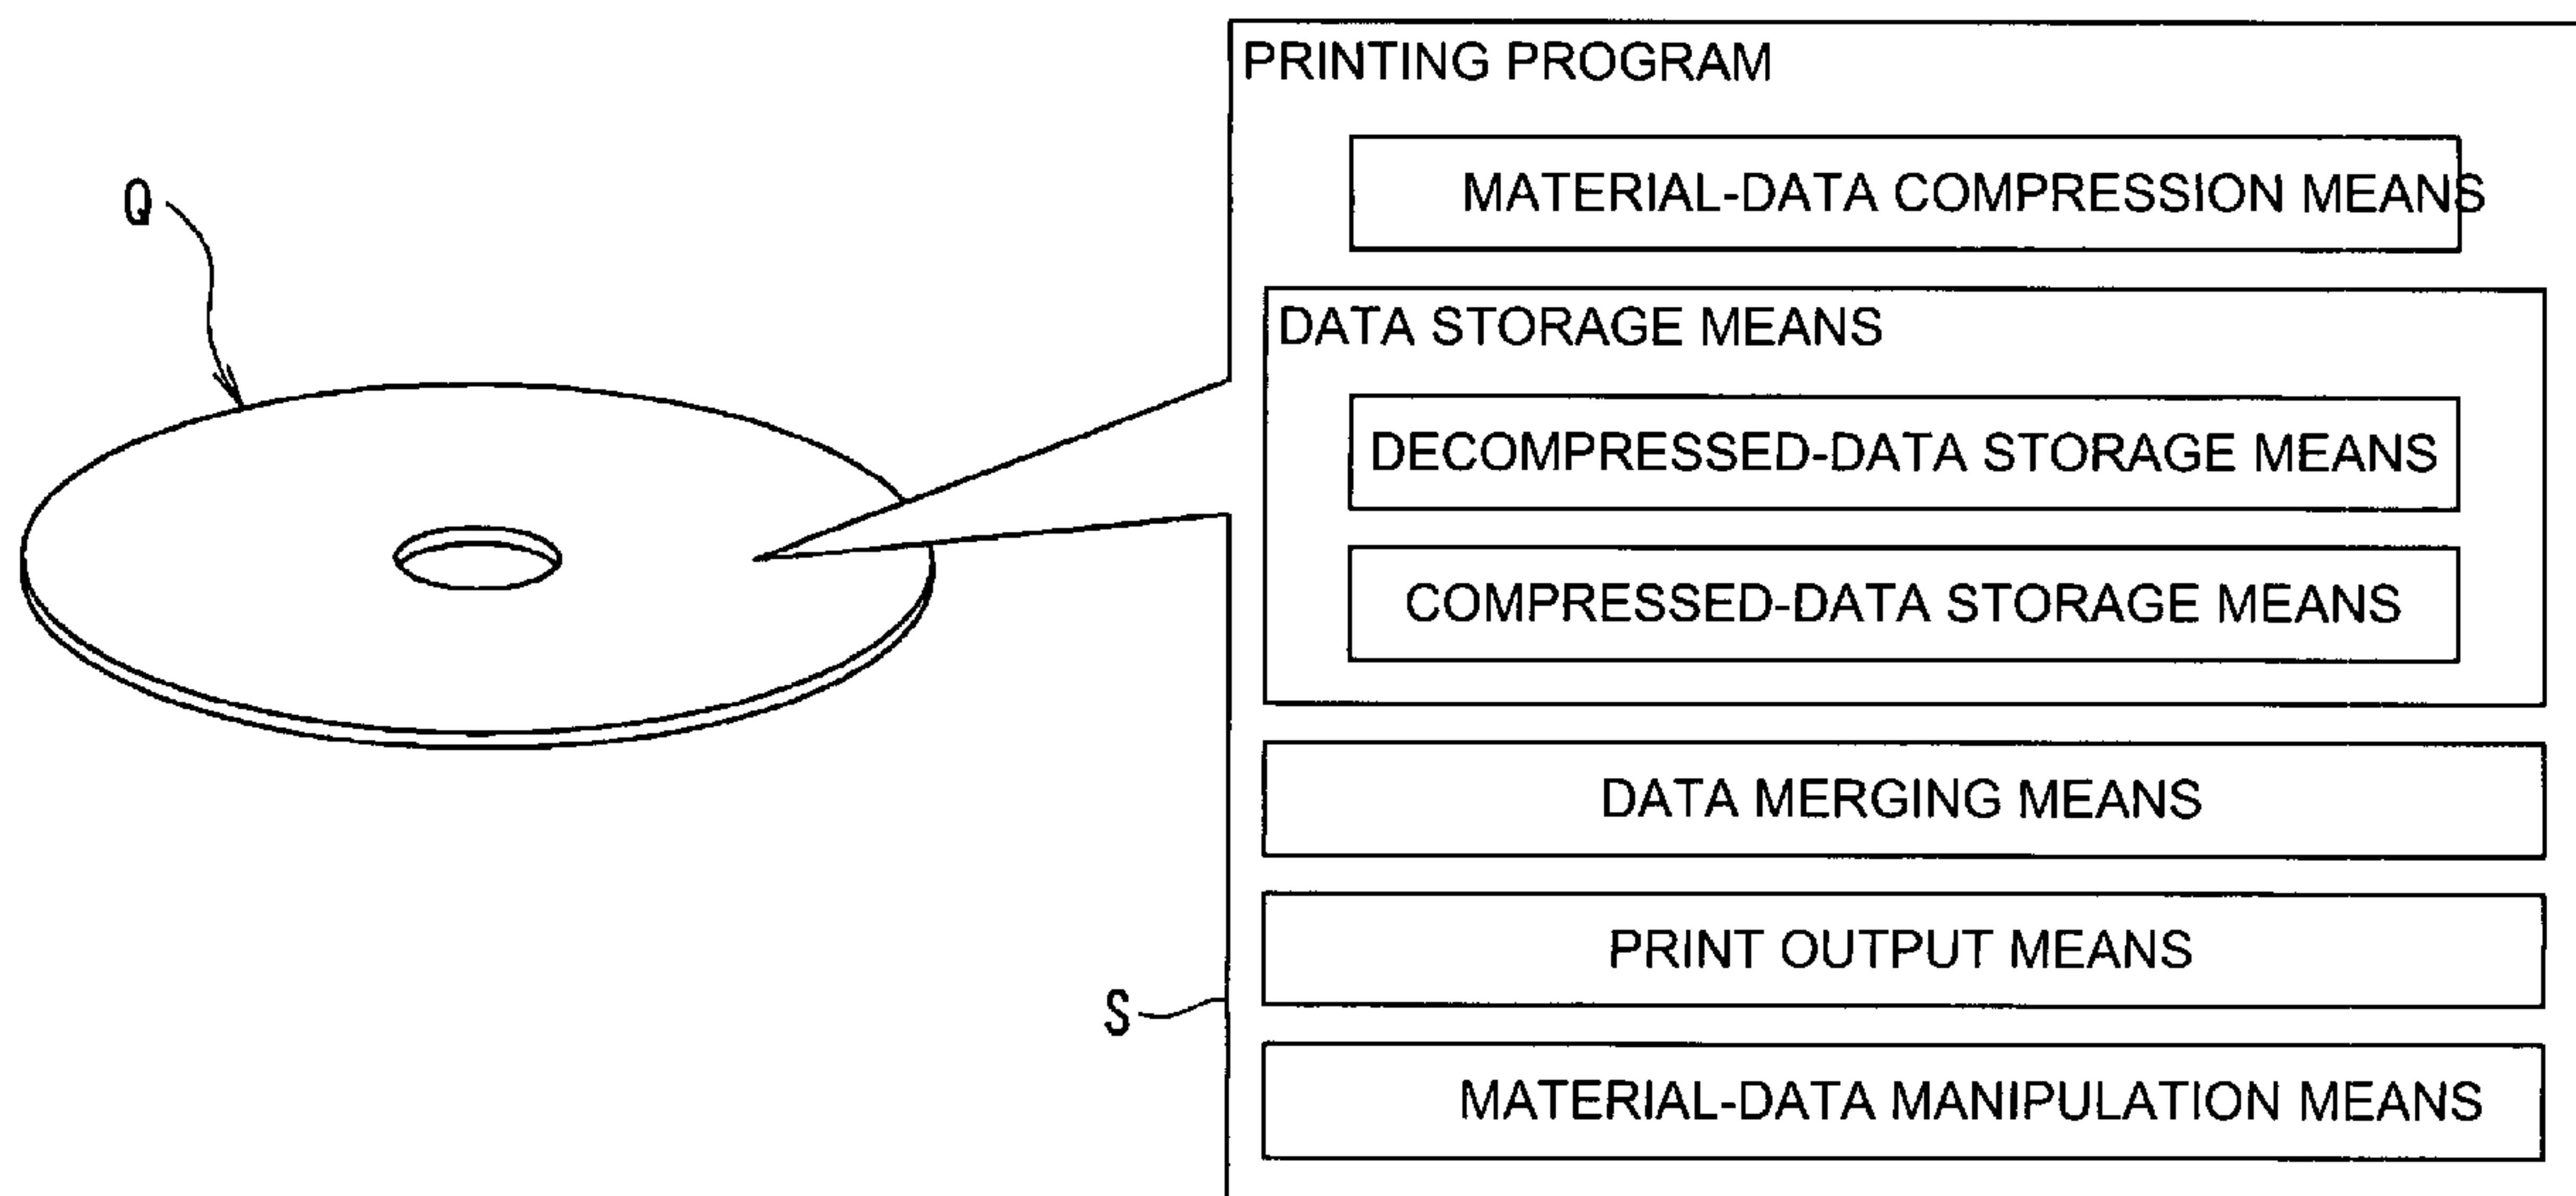 PRINTING PROGRAM
MATERIAL-DATA COMPRESSION MEANS
Q
DATA STORAGE MEANS
DECOMPRESSED-DATA STORAGE MEANS
COMPRESSED-DATA STORAGE MEANS
DATA MERGING MEANS
PRINT OUTPUT MEANS
S
MATERIAL-DATA MANIPULATION MEANS